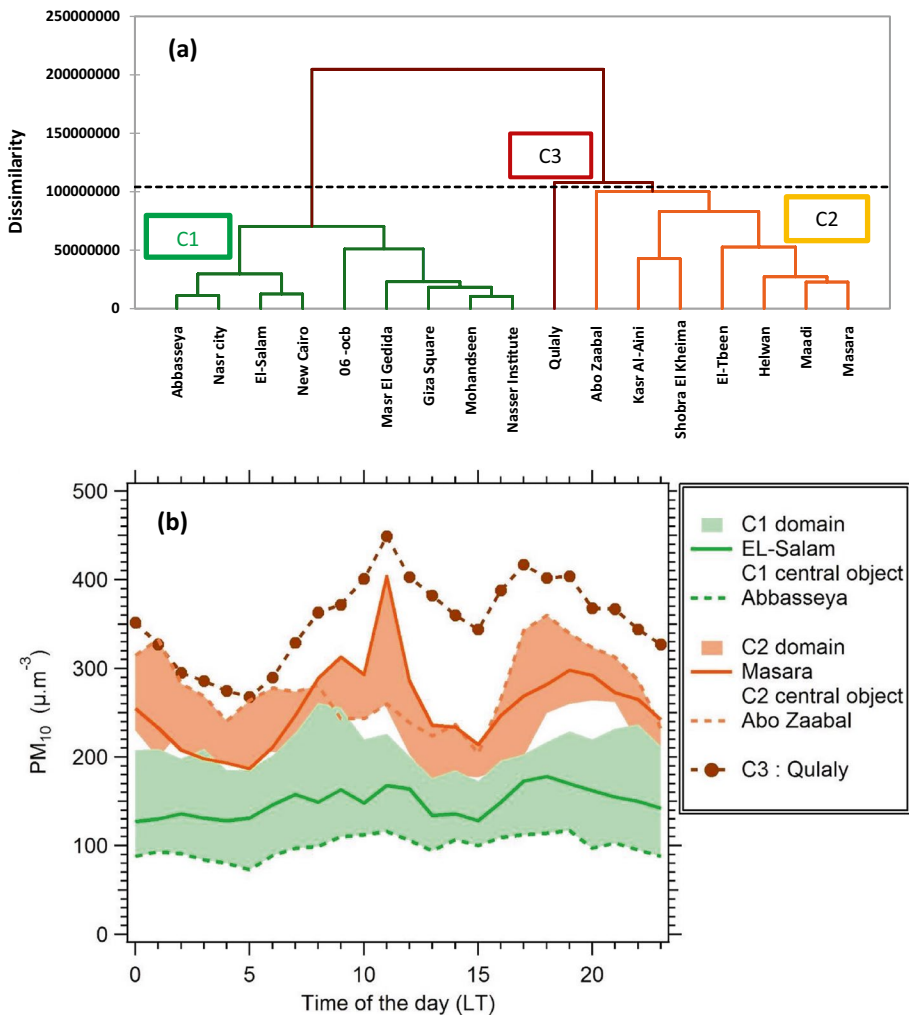 250000000
(a)
200000000
150000000
C3
100000000
C1
C2
50000000
0
Dissimilarity
Abbasseya
Nasr city
El-Salam
New Cairo
06 -ocb
Masr El Gedida
Giza Square
Mohandseen
Nasser Institute
Qulaly
Abo Zaabal
Kasr Al-Aini
Shobra El Kheima
El-Tbeen
Helwan
Maadi
Masara
500
(b)
400
300
200
100
0
PM10 (µ.m-3)
0
5
10
15
20
Time of the day (LT)
C1 domain
EL-Salam
C1 central object
Abbasseya
C2 domain
Masara
C2 central object
Abo Zaabal
C3 : Qulaly